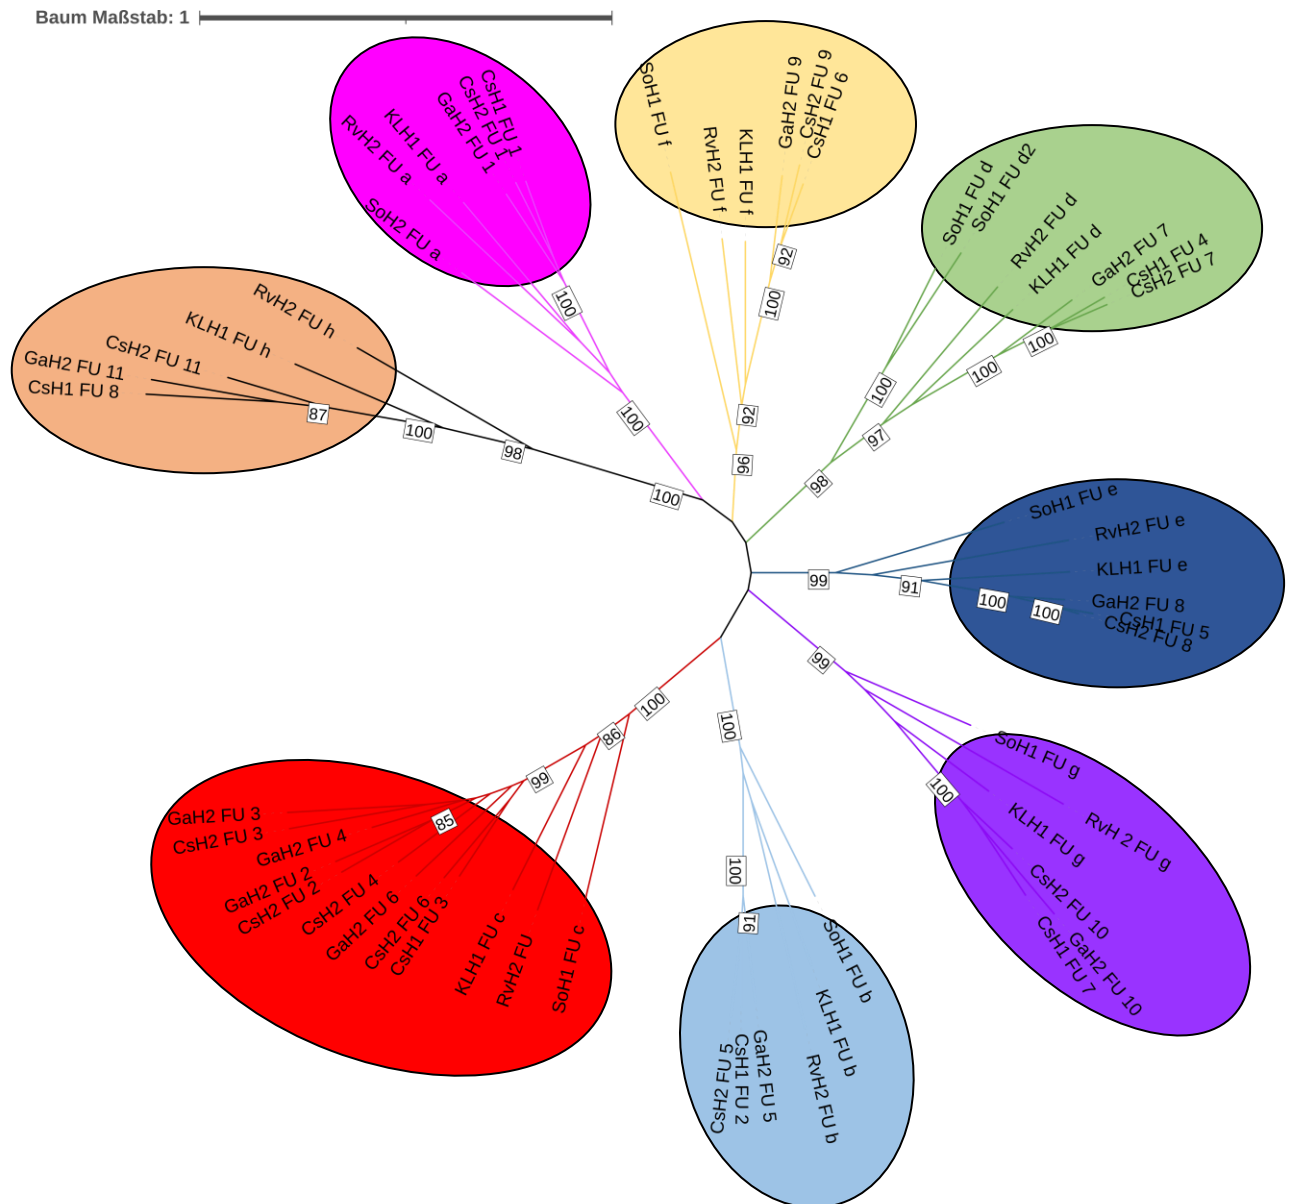 Baum Maßstab: 1
CsH1 FU 1
CsH2 FU 1
GaH2 FU 1
KLH1 FU a
RvH2 FU a
SoH2 FU a
100
100
SoH1 FU f
RvH2 FU f
KLH1 FU f
GaH2 FU 9
CsH2 FU 9
CsH1 FU 6
92
100
92
96
SoH1 FU d
SoH1 FU d2
RvH2 FU d
KLH1 FU d
GaH2 FU 7
CsH1 FU 4
CsH2 FU 7
100
100
100
97
98
RvH2 FU h
KLH1 FU h
CsH2 FU 11
GaH2 FU 11
CsH1 FU 8
87
100
98
100
SoH1 FU e
RvH2 FU e
KLH1 FU e
GaH2 FU 8
CsH1 FU 5
CsH2 FU 8
99
91
100
100
99
100
SoH1 FU g
RvH 2 FU g
KLH1 FU g
CsH2 FU 10
GaH2 FU 10
CsH1 FU 7
100
100
91
SoH1 FU b
KLH1 FU b
RvH2 FU b
GaH2 FU 5
CsH1 FU 2
CsH2 FU 5
100
86
99
85
GaH2 FU 3
CsH2 FU 3
GaH2 FU 4
GaH2 FU 2
CsH2 FU 2
CsH2 FU 4
GaH2 FU 6
CsH2 FU 6
CsH1 FU 3
KLH1 FU c
RvH2 FU
SoH1 FU c